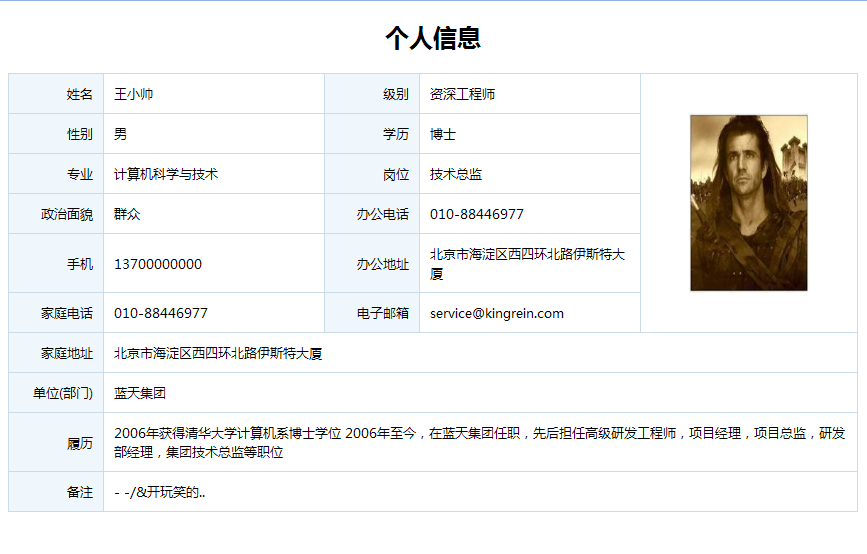 个人信息
姓名 王小帅 级别 资深工程师
性别 男 学历 博士
专业 计算机科学与技术 岗位 技术总监
政治面貌 群众 办公电话 010-88446977
手机 13700000000 办公地址 北京市海淀区西四环北路伊斯特大
厦
家庭电话 010-88446977 电子邮箱 service@kingrein.com
家庭地址 北京市海淀区西四环北路伊斯特大厦
单位(部门) 蓝天集团
履历 2006年获得清华大学计算机系博士学位 2006年至今，在蓝天集团任职，先后担任高级研发工程师，项目经理，项目总监，研发
部经理，集团技术总监等职位
备注 - -/&开玩笑的..